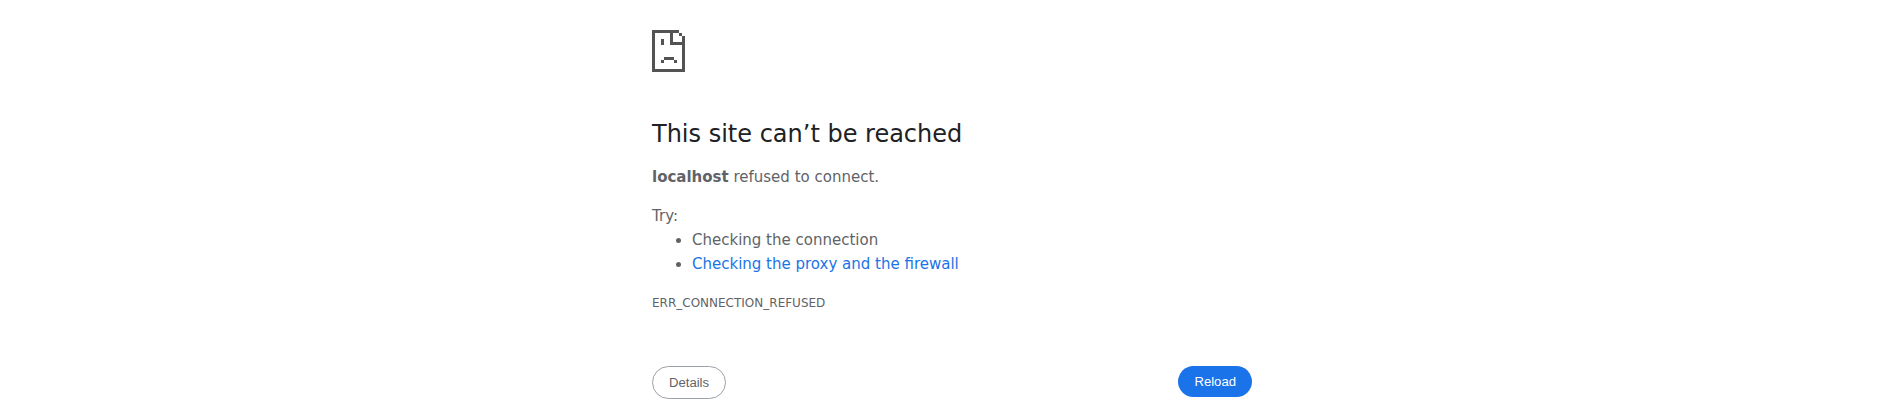 This site can’t be reached
localhost refused to connect.
Try:
Checking the connection
Checking the proxy and the firewall
ERR_CONNECTION_REFUSED
Details
Reload